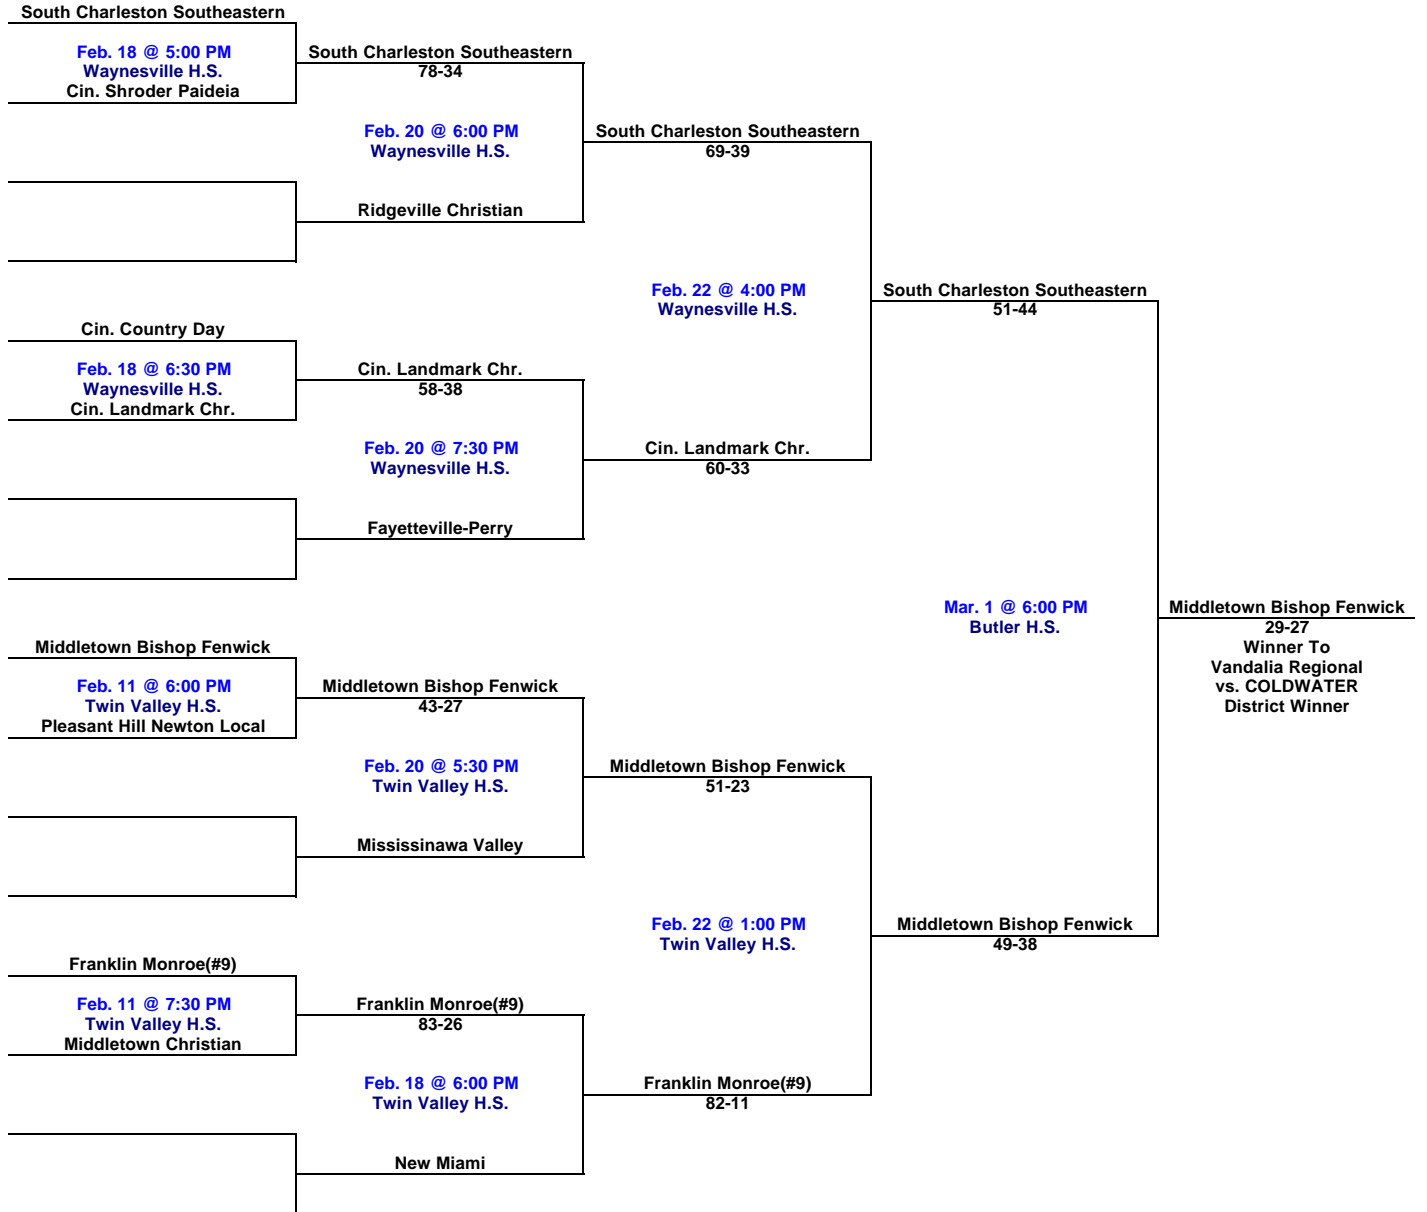 South Charleston Southeastern
Feb. 18 @ 5:00 PM
Waynesville H.S.
Cin. Shroder Paideia
South Charleston Southeastern
78-34
Feb. 20 @ 6:00 PM
Waynesville H.S.
Ridgeville Christian
South Charleston Southeastern
69-39
Feb. 22 @ 4:00 PM
Waynesville H.S.
South Charleston Southeastern
51-44
Cin. Country Day
Feb. 18 @ 6:30 PM
Waynesville H.S.
Cin. Landmark Chr.
Cin. Landmark Chr.
58-38
Feb. 20 @ 7:30 PM
Waynesville H.S.
Fayetteville-Perry
Cin. Landmark Chr.
60-33
Mar. 1 @ 6:00 PM
Butler H.S.
Middletown Bishop Fenwick
29-27
Winner To
Vandalia Regional
vs. COLDWATER
District Winner
Middletown Bishop Fenwick
Feb. 11 @ 6:00 PM
Twin Valley H.S.
Pleasant Hill Newton Local
Middletown Bishop Fenwick
43-27
Feb. 20 @ 5:30 PM
Twin Valley H.S.
Mississinawa Valley
Middletown Bishop Fenwick
51-23
Feb. 22 @ 1:00 PM
Twin Valley H.S.
Middletown Bishop Fenwick
49-38
Franklin Monroe(#9)
Feb. 11 @ 7:30 PM
Twin Valley H.S.
Middletown Christian
Franklin Monroe(#9)
83-26
Feb. 18 @ 6:00 PM
Twin Valley H.S.
New Miami
Franklin Monroe(#9)
82-11